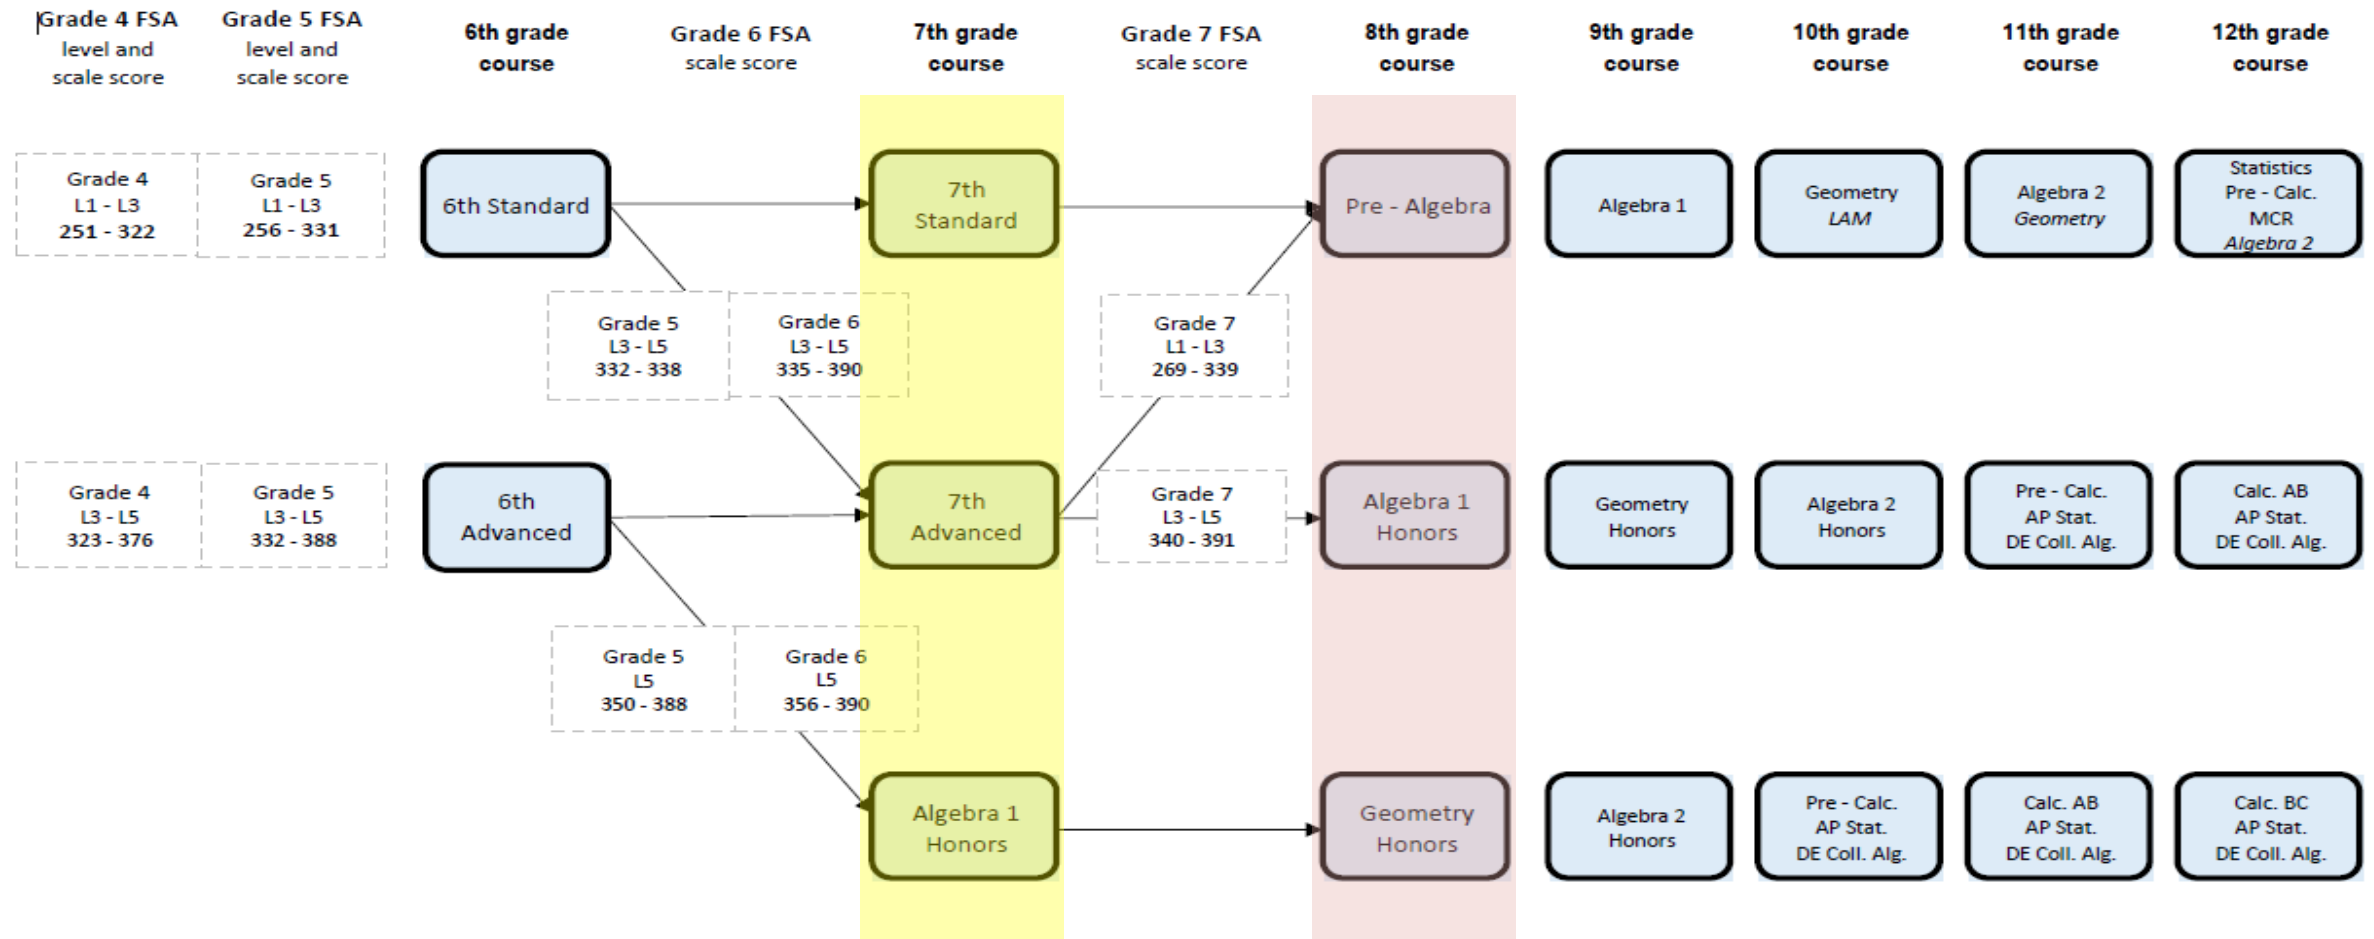 Grade 4 FSA
level and
scale score
Grade 5 FSA
level and
scale score
6th grade
course
Grade 6 FSA
scale score
7th grade
course
Grade 7 FSA
scale score
8th grade
course
9th grade
course
10th grade
course
11th grade
course
12th grade
course
Grade 4
L1 - L3
251 - 322
Grade 5
L1 - L3
256 - 331
6th Standard
7th
Standard
Pre - Algebra
Algebra 1
Geometry
LAM
Algebra 2
Geometry
Statistics
Pre - Calc.
MCR
Algebra 2
Grade 5
L3 - L5
332 - 338
Grade 6
L3 - L5
335 - 390
Grade 7
L1 - L3
269 - 339
Grade 4
L3 - L5
323 - 376
Grade 5
L3 - L5
332 - 388
6th
Advanced
7th
Advanced
Grade 7
L3 - L5
340 - 391
Algebra 1
Honors
Geometry
Honors
Algebra 2
Honors
Pre - Calc.
AP Stat.
DE Coll. Alg.
Calc. AB
AP Stat.
DE Coll. Alg.
Grade 5
L5
350 - 388
Grade 6
L5
356 - 390
Algebra 1
Honors
Geometry
Honors
Algebra 2
Honors
Pre - Calc.
AP Stat.
DE Coll. Alg.
Calc. AB
AP Stat.
DE Coll. Alg.
Calc. BC
AP Stat.
DE Coll. Alg.